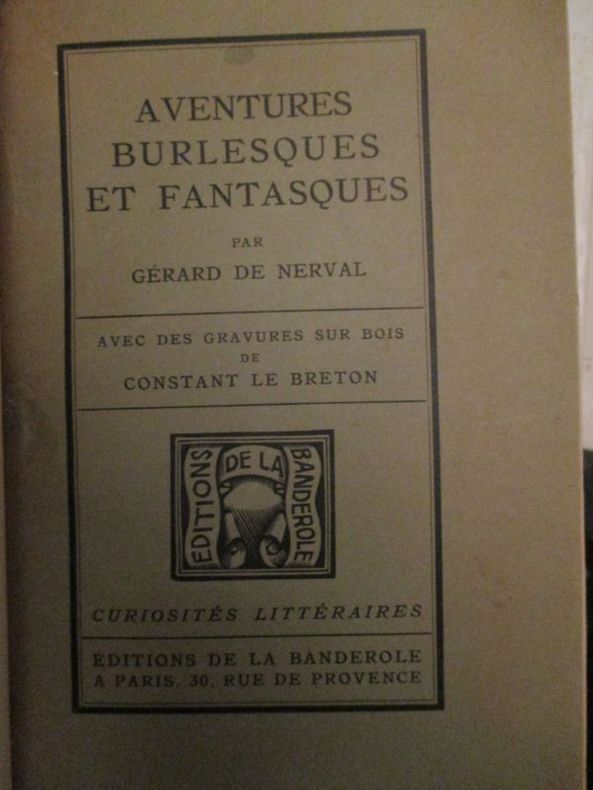 AVENTURES
BURLESQUES
ET FANTASQUES
PAR
GÉRARD DE NERVAL
AVEC DES GRAVURES SUR BOIS
DE
CONSTANT LE BRETON
EDITIONS DE LA BANDEROLE
CURIOSITÉS LITTÉRAIRES
ÉDITIONS DE LA BANDEROLE
A PARIS, 30, RUE DE PROVENCE